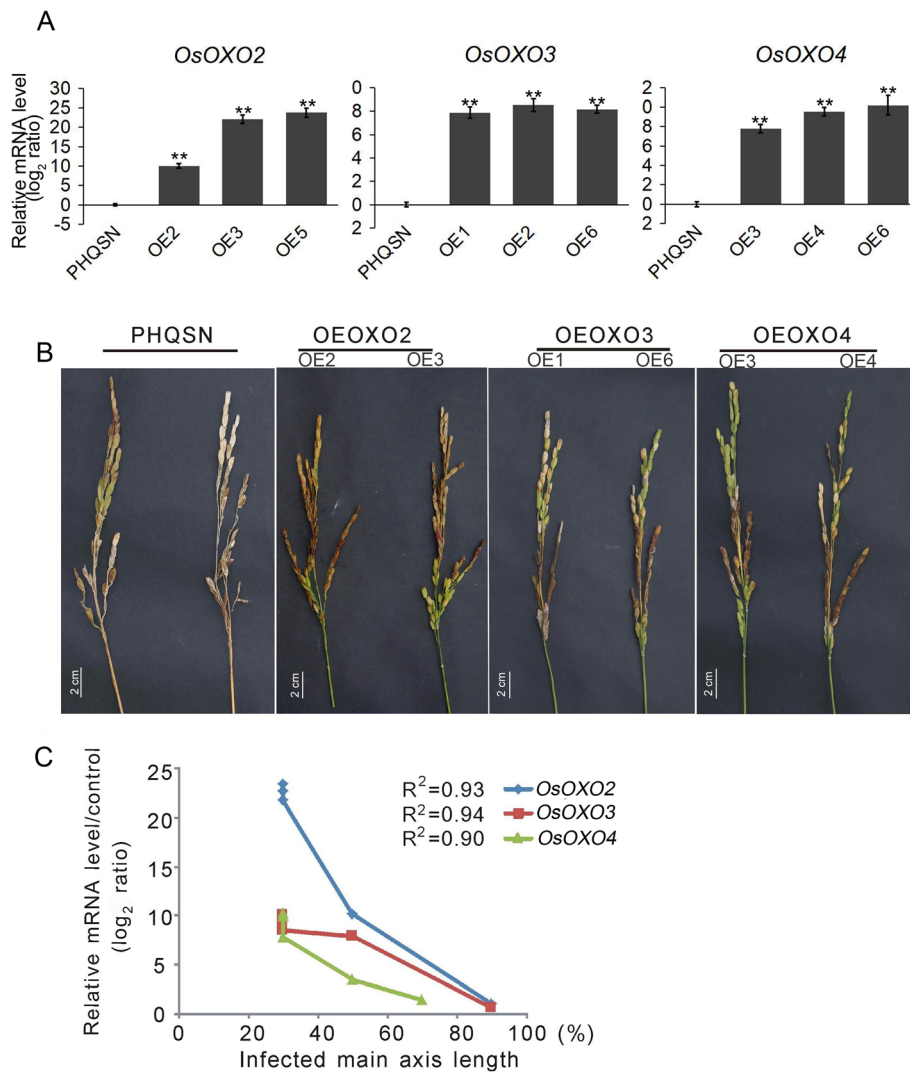 A
OsOXO2
OsOXO3
OsOXO4
Relative mRNA level
(log2 ratio)
30
25
20
15
10
5
0
-5
** ** **
PHQSN OE2 OE3 OE5
0
8
6
4
2
0
2
** ** **
PHQSN OE1 OE2 OE6
2
0
8
6
4
2
0
2
** ** **
PHQSN OE3 OE4 OE6
B
PHQSN OEOXO2 OEOXO3 OEOXO4
OE2 OE3 OE1 OE6 OE3 OE4
2 cm 2 cm 2 cm 2 cm
C
Relative mRNA level/control
(log2 ratio)
25
20
15
10
5
0
R2=0.93 OsOXO2
R2=0.94 OsOXO3
R2=0.90 OsOXO4
0 20 40 60 80 100 (%)
Infected main axis length